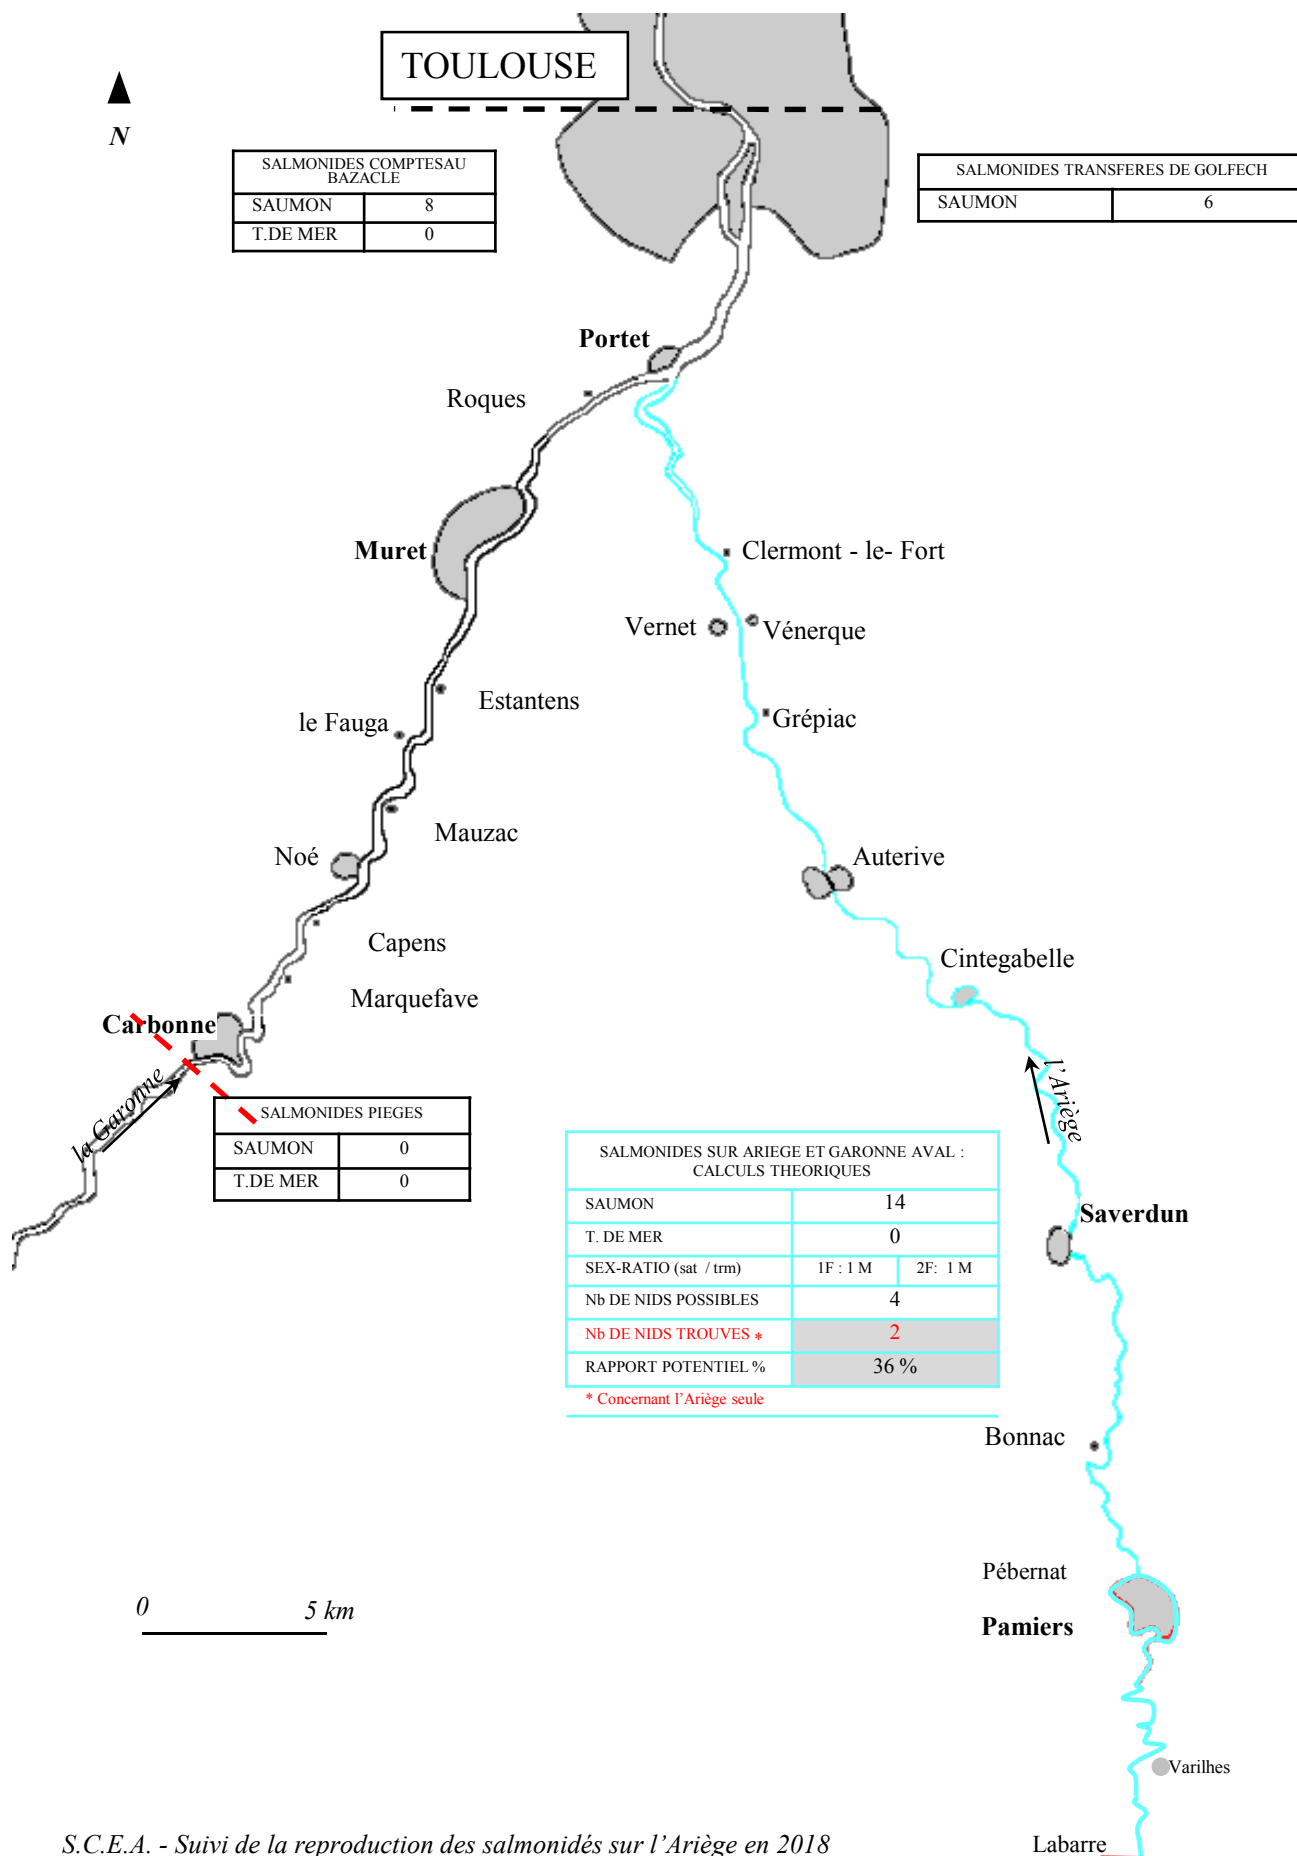 TOULOUSE
N
SALMONIDES COMPTESAU
BAZACLE
SAUMON 8
T.DE MER 0
SALMONIDES TRANSFERES DE GOLFECH
SAUMON 6
Portet
Roques
Muret
Clermont - le- Fort
Vernet
Vénerque
Estantens
le Fauga
Grépiac
Mauzac
Noé
Auterive
Capens
Cintegabelle
Marquefave
Carbonne
la Garonne
l'Ariège
SALMONIDES PIEGES
SAUMON 0
T.DE MER 0
SALMONIDES SUR ARIEGE ET GARONNE AVAL :
CALCULS THEORIQUES
SAUMON 14
T. DE MER 0
SEX-RATIO (sat / trm) 1F : 1 M 2F: 1 M
Nb DE NIDS POSSIBLES 4
Nb DE NIDS TROUVES * 2
RAPPORT POTENTIEL % 36 %
* Concernant l'Ariège seule
Saverdun
Bonnac
Pébernat
Pamiers
0 5 km
Varilhes
Labarre
S.C.E.A. - Suivi de la reproduction des salmonidés sur l'Ariège en 2018